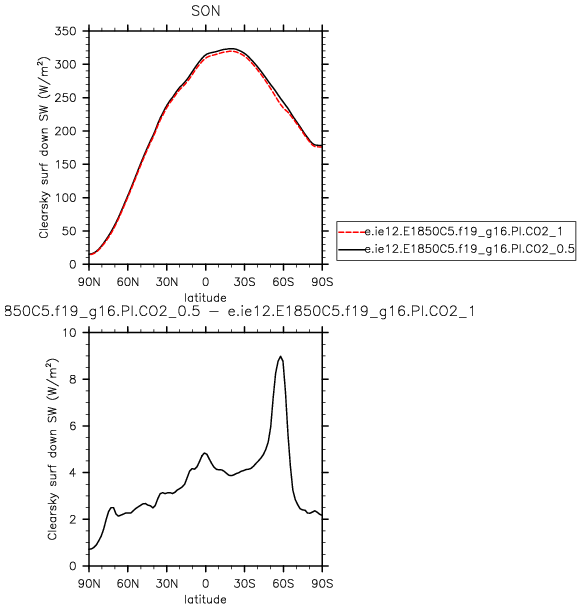 SON
350
300
250
200
150
100
50
0
Clearsky surf down SW (W/m²)
90N 60N 30N 0 30S 60S 90S
latitude
e.ie12.E1850C5.f19_g16.PI.CO2_1
e.ie12.E1850C5.f19_g16.PI.CO2_0.5
850C5.f19_g16.PI.CO2_0.5 − e.ie12.E1850C5.f19_g16.PI.CO2_1
10
8
6
4
2
0
Clearsky surf down SW (W/m²)
90N 60N 30N 0 30S 60S 90S
latitude